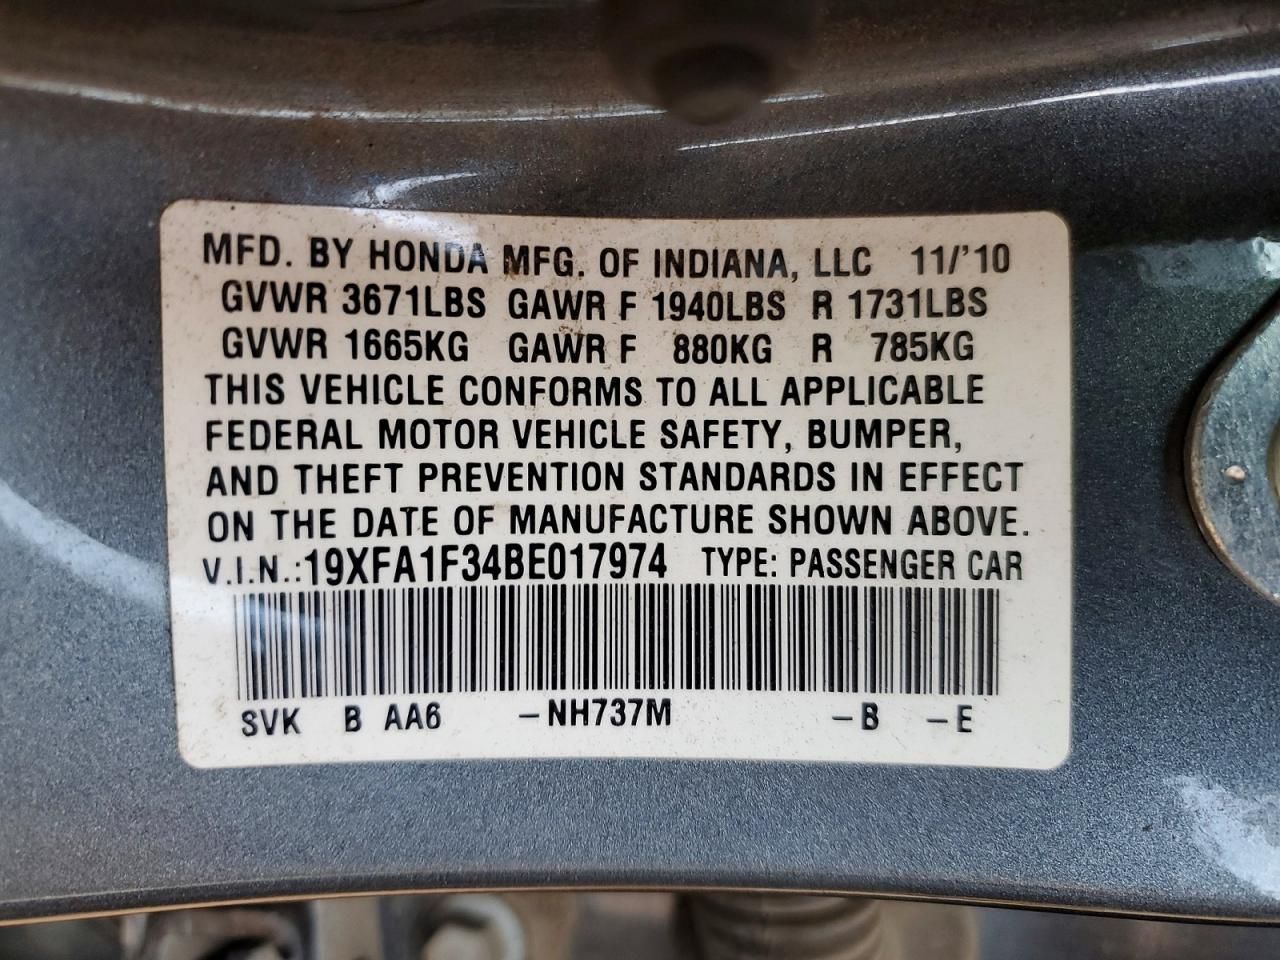 MFD. BY HONDA MFG. OF INDIANA, LLC 11/'10
GVWR 3671LBS GAWR F 1940LBS R 1731LBS
GVWR 1665KG GAWR F 880KG R 785KG
THIS VEHICLE CONFORMS TO ALL APPLICABLE
FEDERAL MOTOR VEHICLE SAFETY, BUMPER,
AND THEFT PREVENTION STANDARDS IN EFFECT
ON THE DATE OF MANUFACTURE SHOWN ABOVE.
V.I.N.:19XFA1F34BE017974 TYPE: PASSENGER CAR
SVK B AA6 -NH737M -B -E